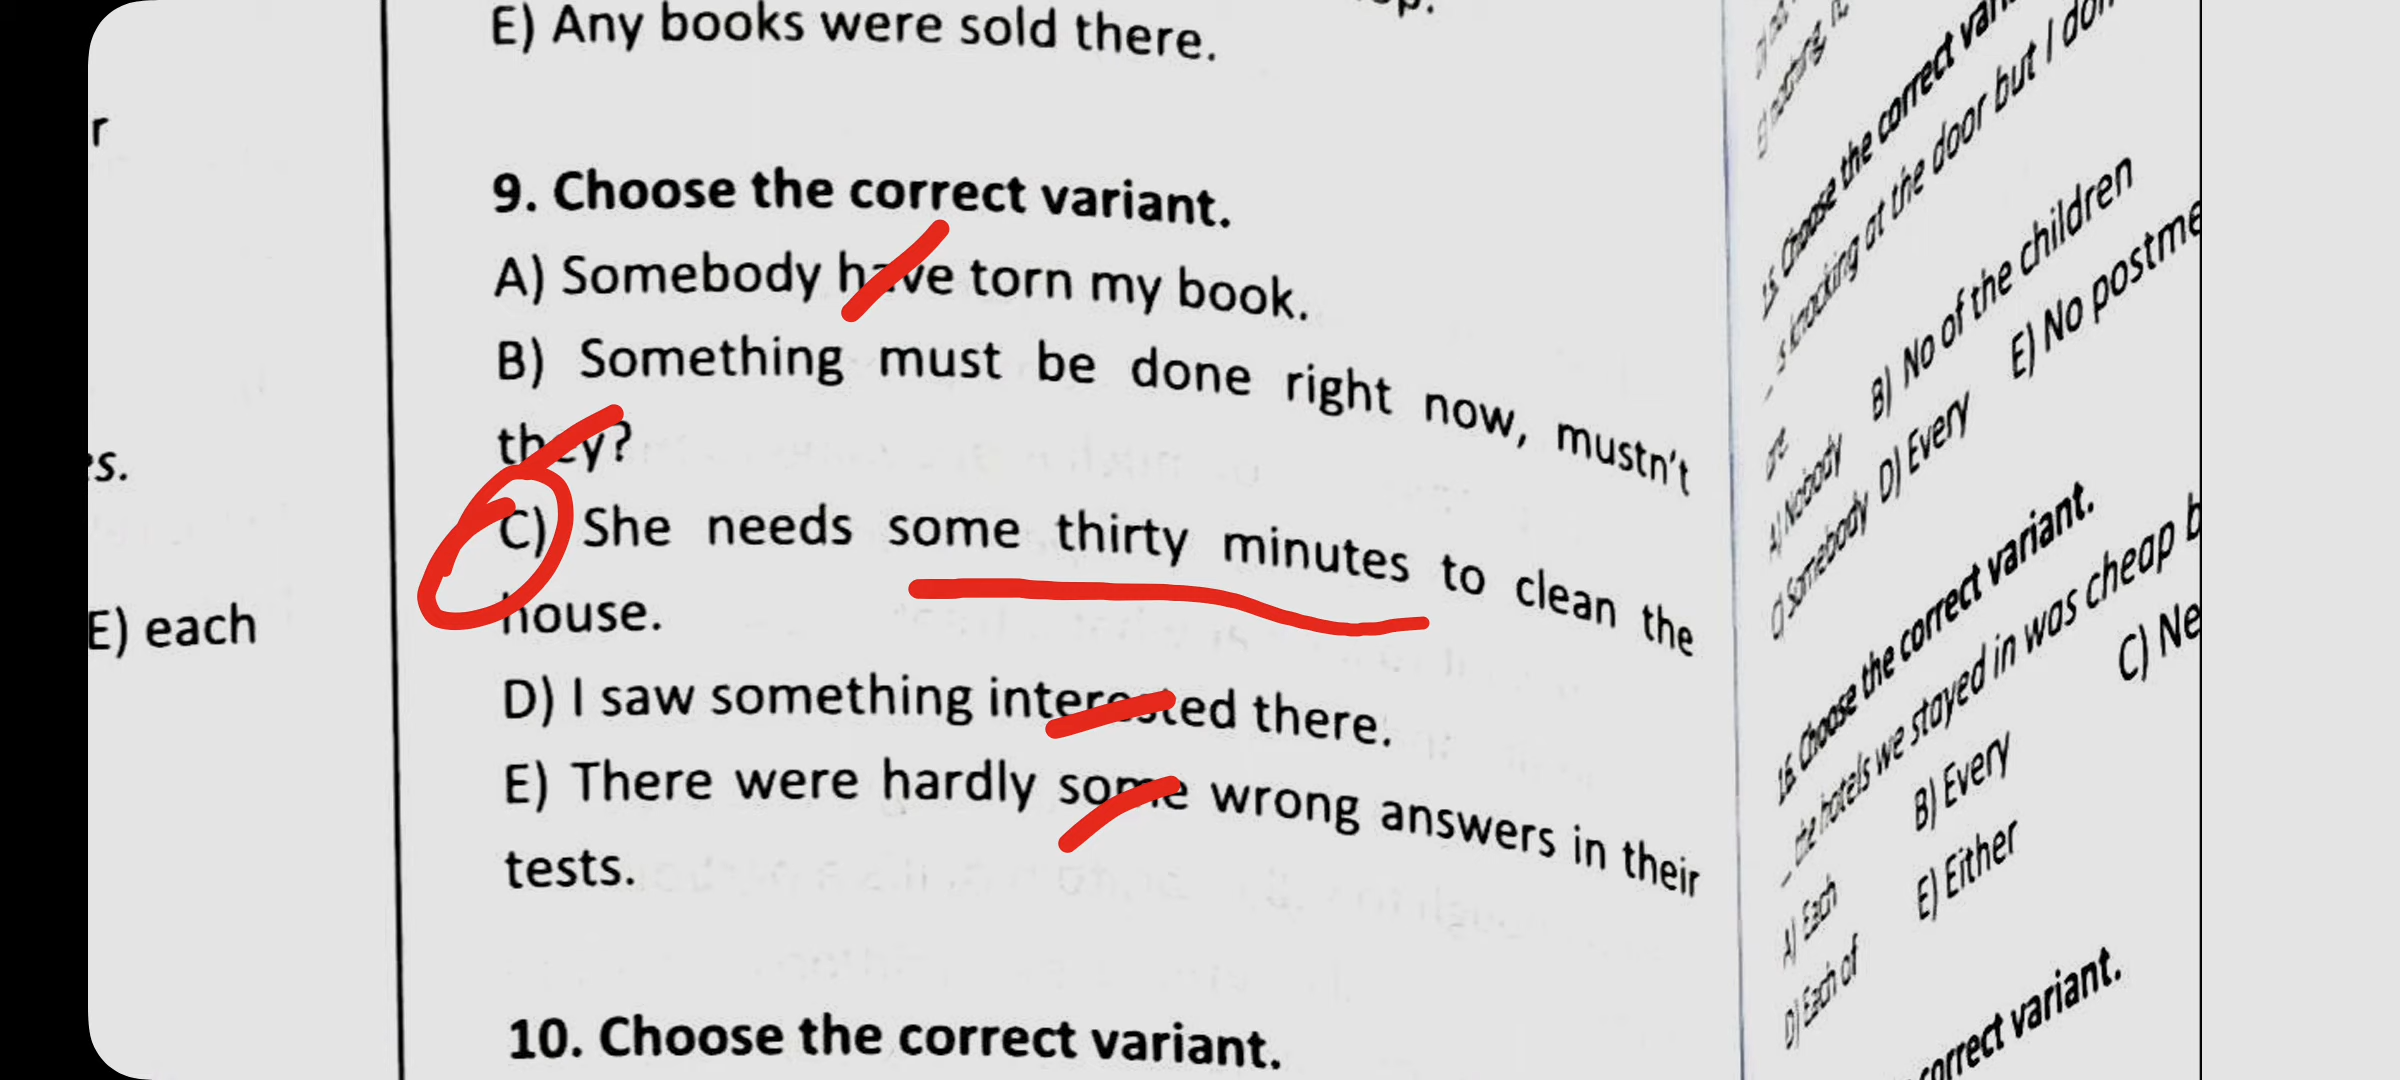 E) Any books were sold there.
r
9. Choose the correct variant.
A) Somebody have torn my book.
B) Something must be done right now, mustn't
they?
es.
C) She needs some thirty minutes to clean the
house.
E) each
D) I saw something interested there.
E) There were hardly some wrong answers in their
tests.
10. Choose the correct variant.
15. Choose the correct
s knocking at the door but I don
are
A) Nobody B) No of the children
C) Somebody D) Every E) No postme
16. Choose the correct variant.
the hotels we stayed in was cheap b
A) Each B) Every C) Ne
D) Each of E) Either
correct variant.